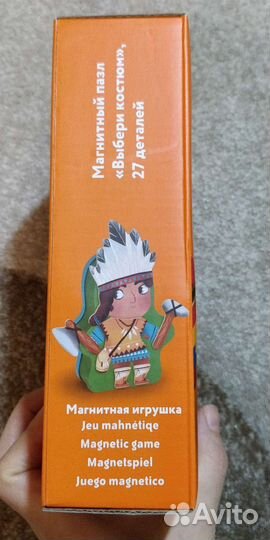 Магнитный пазл
«Выбери костюм»,
27 деталей
Магнитная игрушка
Jeu mahnétiqe
Magnetic game
Magnetspiel
Juego magnetico
Avito